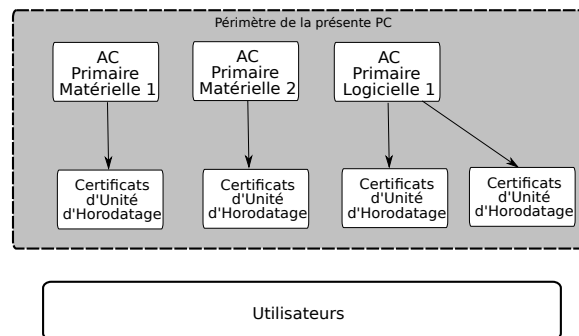 Périmètre de la présente PC
AC
Primaire
Matérielle 1
AC
Primaire
Matérielle 2
AC
Primaire
Logicielle 1
Certificats
d'Unité
d'Horodatage
Certificats
d'Unité
d'Horodatage
Certificats
d'Unité
d'Horodatage
Certificats
d'Unité
d'Horodatage
Utilisateurs